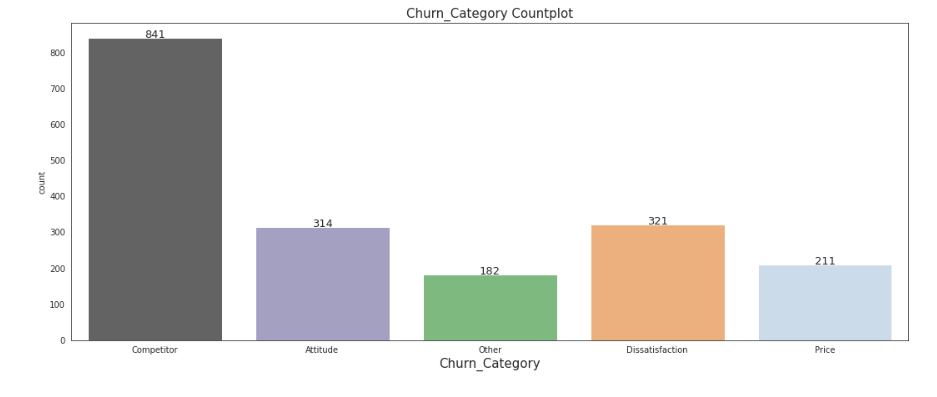 Churn_Category Countplot
841
800
700
600
500
400
300
200
100
0
count
314
182
321
211
Competitor
Attitude
Other
Dissatisfaction
Price
Churn_Category